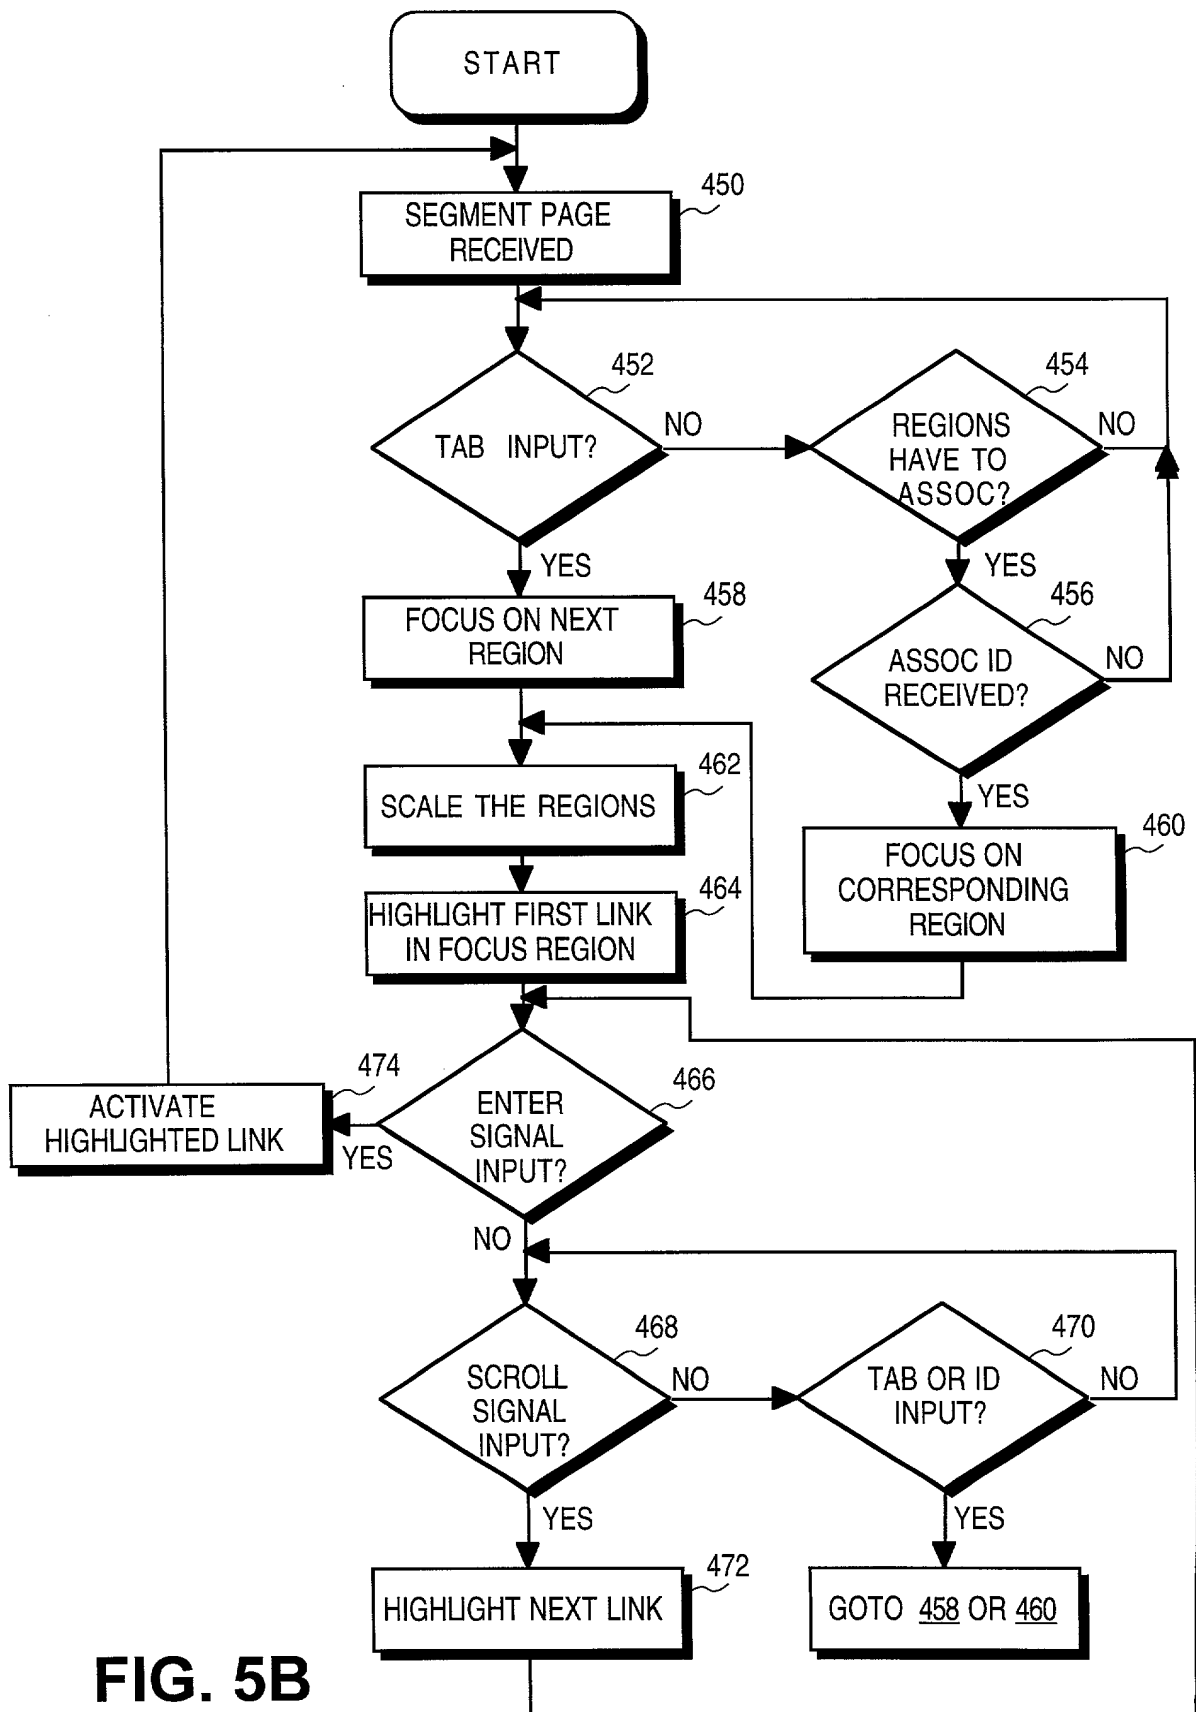 START
450
SEGMENT PAGE
RECEIVED
452
TAB INPUT?
NO
YES
454
REGIONS
HAVE TO
ASSOC?
NO
YES
456
ASSOC ID
RECEIVED?
NO
YES
458
FOCUS ON NEXT
REGION
460
FOCUS ON
CORRESPONDING
REGION
462
SCALE THE REGIONS
464
HIGHLIGHT FIRST LINK
IN FOCUS REGION
474
ACTIVATE
HIGHLIGHTED LINK
YES
466
ENTER
SIGNAL
INPUT?
NO
468
SCROLL
SIGNAL
INPUT?
NO
YES
470
TAB OR ID
INPUT?
NO
YES
472
HIGHLIGHT NEXT LINK
GOTO 458 OR 460
FIG. 5B